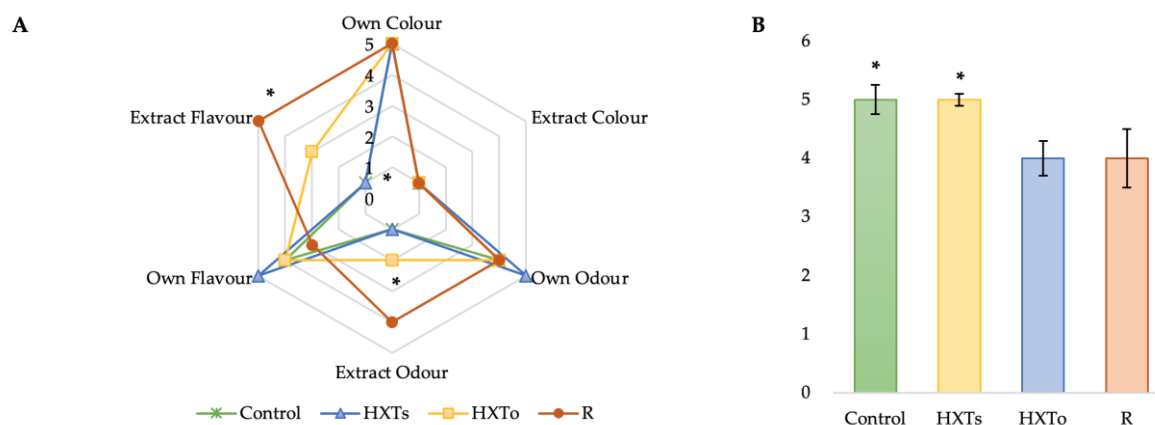 A
B
Own Colour
5
4
3
2
1
0
*
Extract Flavour
Extract Colour
*
Own Flavour
Own Odour
*
Extract Odour
Control HXTs HXTo R
6
5
4
3
2
1
0
* *
Control HXTs HXTo R